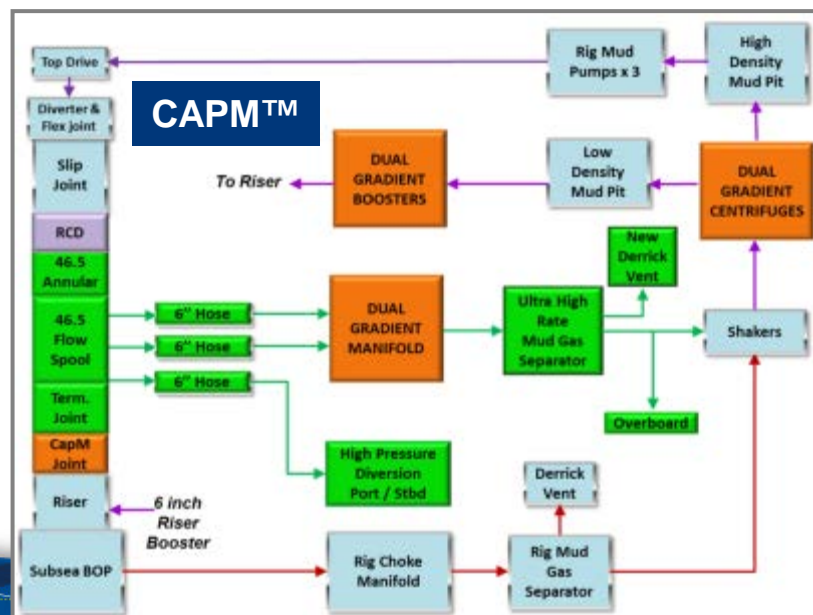 CAPM™
Top Drive
Rig Mud
Pumps x 3
High
Density
Mud Pit
Diverter &
Flex joint
Slip
Joint
To Riser
DUAL
GRADIENT
BOOSTERS
Low
Density
Mud Pit
DUAL
GRADIENT
CENTRIFUGES
RCD
46.5
Annular
46.5
Flow
Spool
Term.
Joint
CapM
Joint
Riser
Subsea BOP
6" Hose
6" Hose
6" Hose
DUAL
GRADIENT
MANIFOLD
Ultra High
Rate
Mud Gas
Separator
New
Derrick
Vent
Shakers
Overboard
High Pressure
Diversion
Port / Stbd
6 inch
Riser
Booster
Rig Choke
Manifold
Derrick
Vent
Rig Mud
Gas
Separator